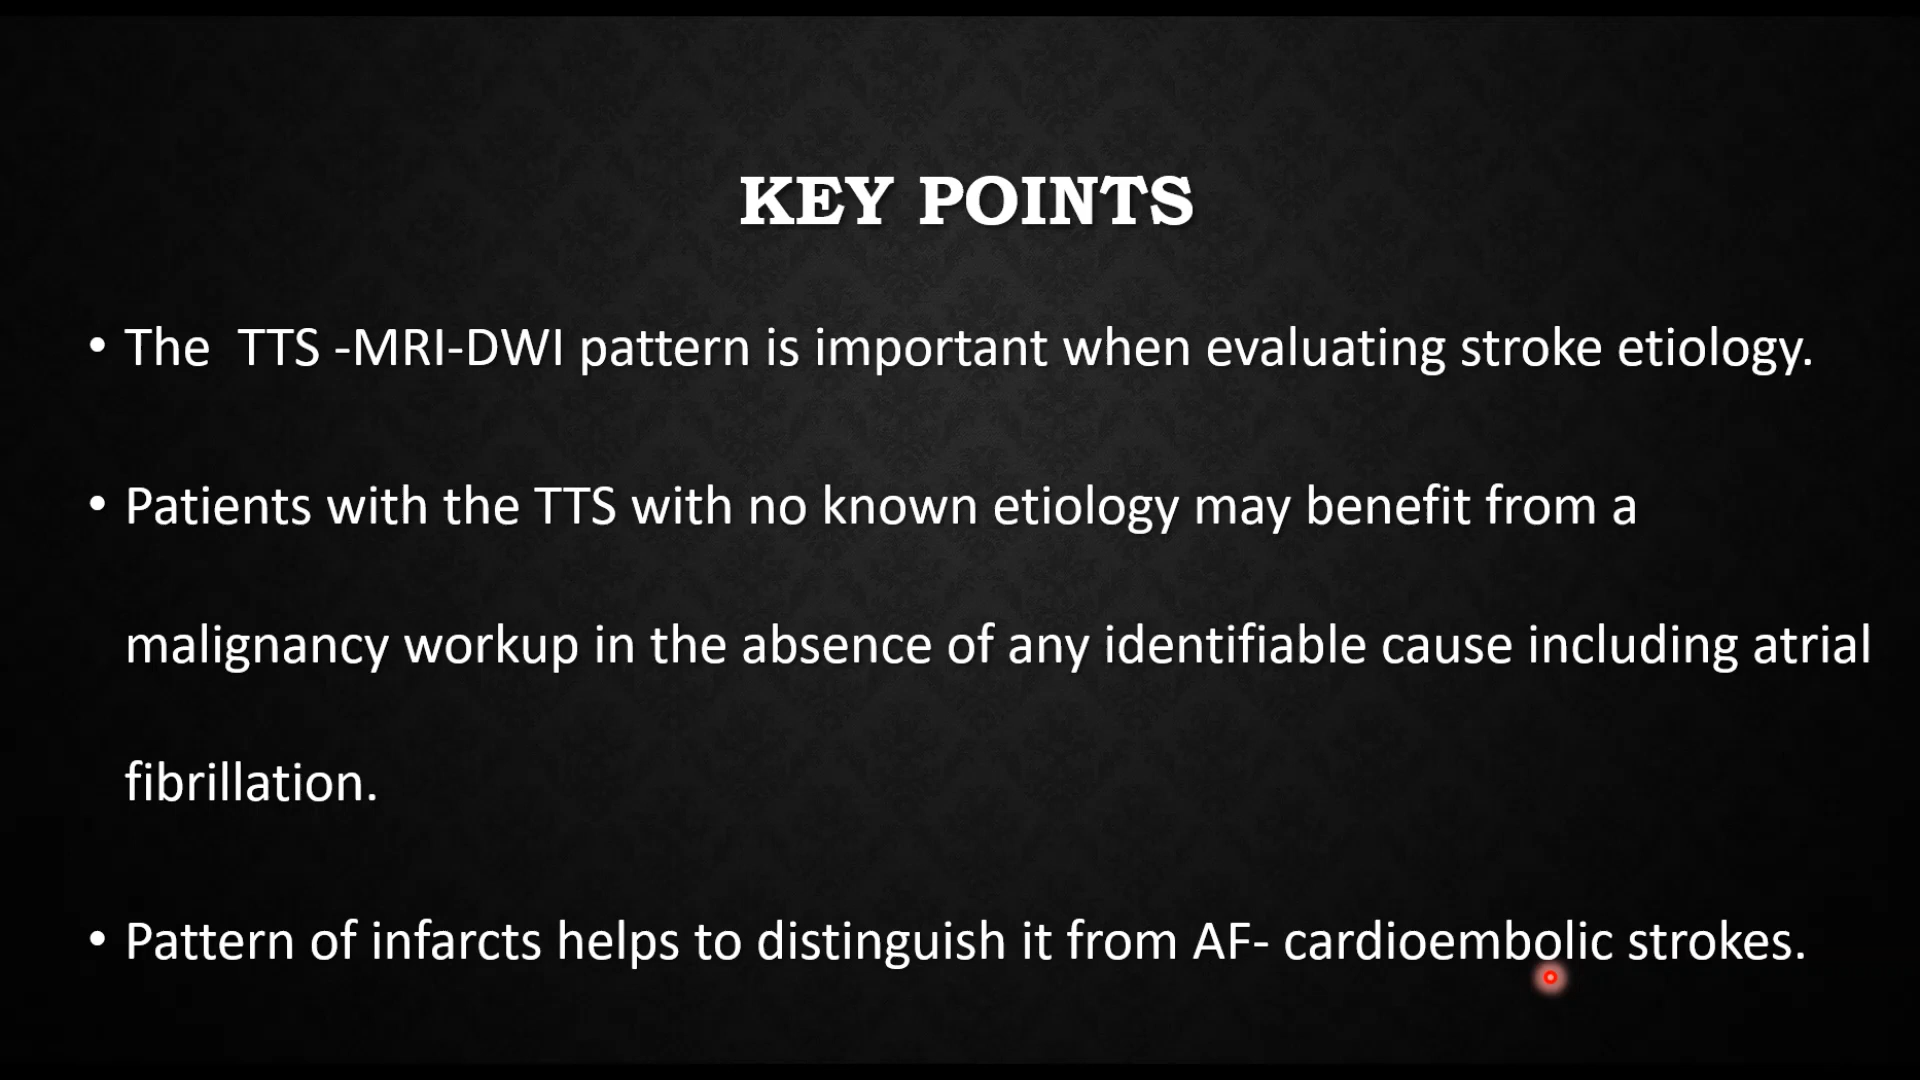 KEY POINTS
• The  TTS -MRI-DWI pattern is important when evaluating stroke etiology.
• Patients with the TTS with no known etiology may benefit from a
malignancy workup in the absence of any identifiable cause including atrial
fibrillation.
• Pattern of infarcts helps to distinguish it from AF- cardioembolic strokes.